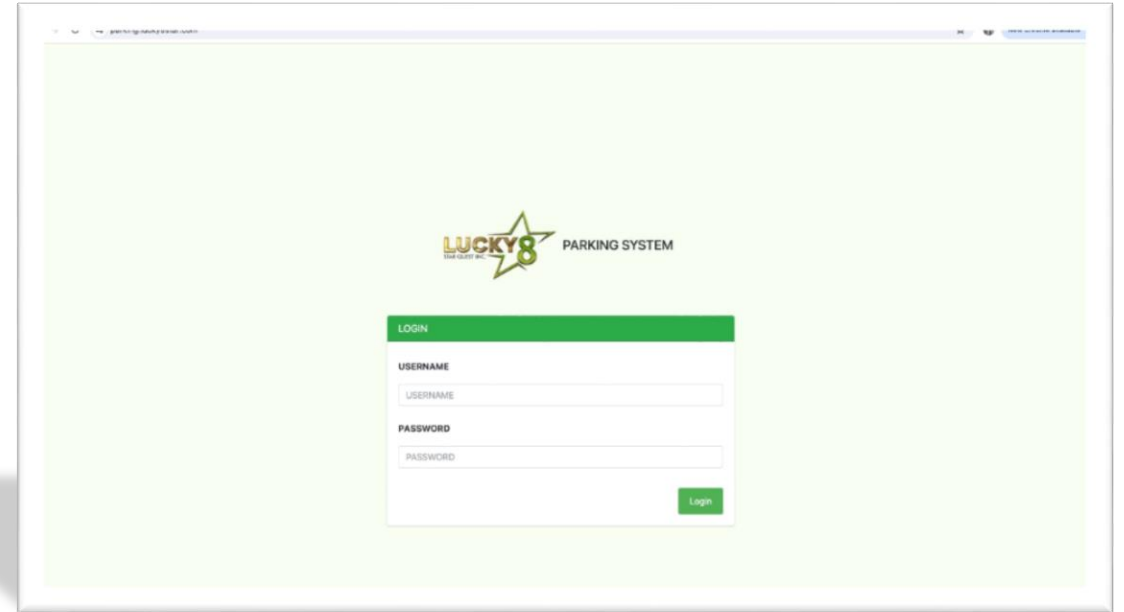 LUCKY8
STAR QUEST INC.
PARKING SYSTEM
LOGIN
USERNAME
USERNAME
PASSWORD
PASSWORD
Login